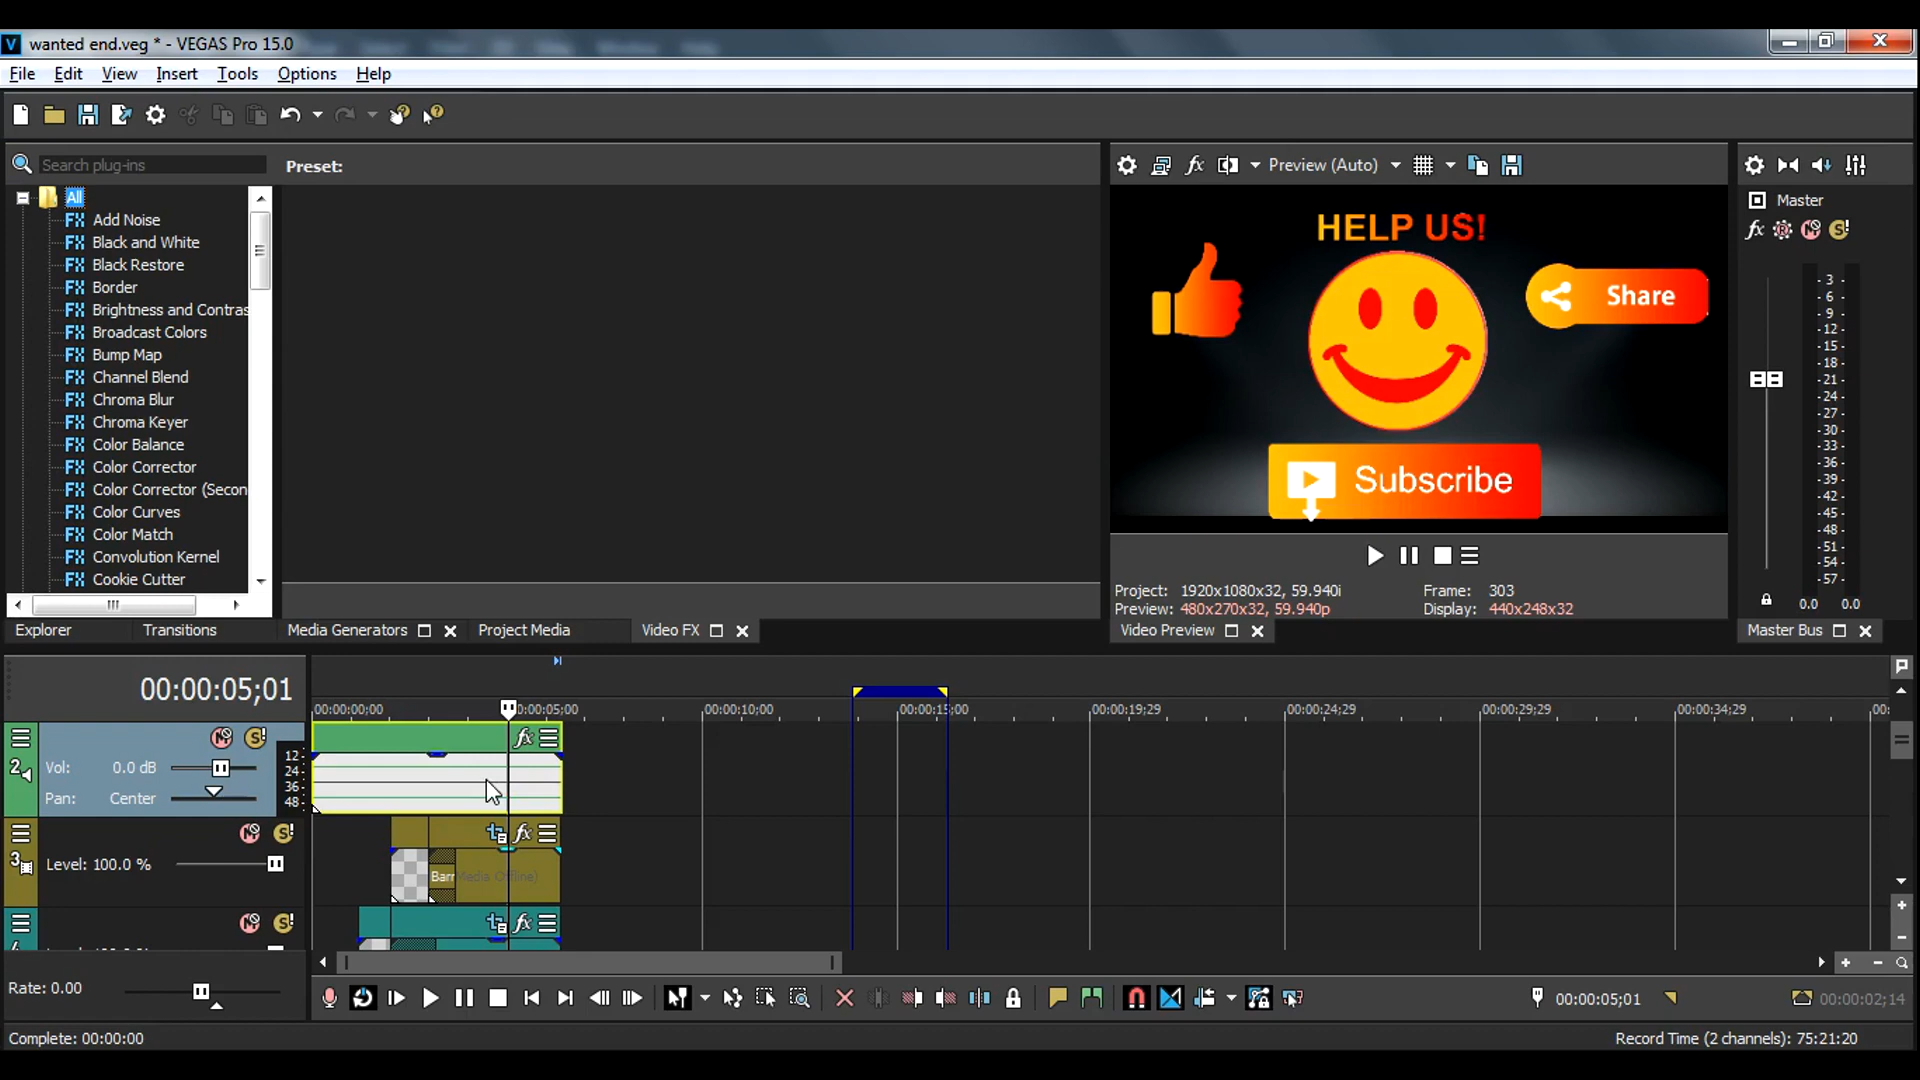 wanted end.veg * - VEGAS Pro 15.0
File Edit View Insert Tools Options Help
Search plug-ins
Preset:
Preview (Auto)
All
Add Noise
Black and White
Black Restore
Border
Brightness and Contras
Broadcast Colors
Bump Map
Channel Blend
Chroma Blur
Chroma Keyer
Color Balance
Color Corrector
Color Corrector (Secon
Color Curves
Color Match
Convolution Kernel
Cookie Cutter
HELP US!
Share
Subscribe
Master
3
6
9
12
15
18
21
24
27
30
33
36
39
42
45
48
51
54
57
0.0 0.0
Project: 1920x1080x32, 59.940i Frame: 303
Preview: 480x270x32, 59.940p Display: 440x248x32
Explorer Transitions Media Generators Project Media Video FX Video Preview Master Bus
00:00:05;01
00:00:00;00 0:00:05;00 00:00:10;00 00:00:15;00 00:00:19;29 00:00:24;29 00:00:29;29 00:00:34;29 00:
2
Vol: 0.0 dB
Pan: Center
12
24
36
48
3
Level: 100.0 %
Rate: 0.00
00:00:05;01 00:00:02;14
Complete: 00:00:00
Record Time (2 channels): 75:21:20